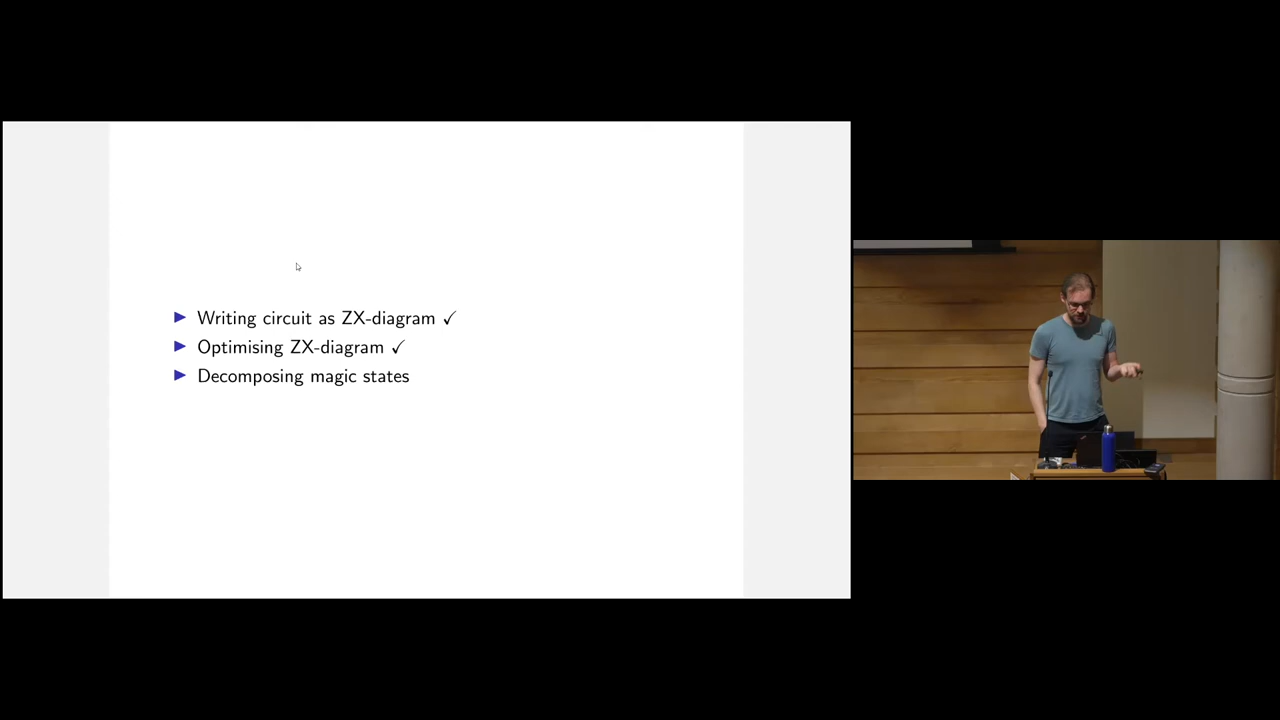 Writing circuit as ZX-diagram ✓
Optimising ZX-diagram ✓
Decomposing magic states